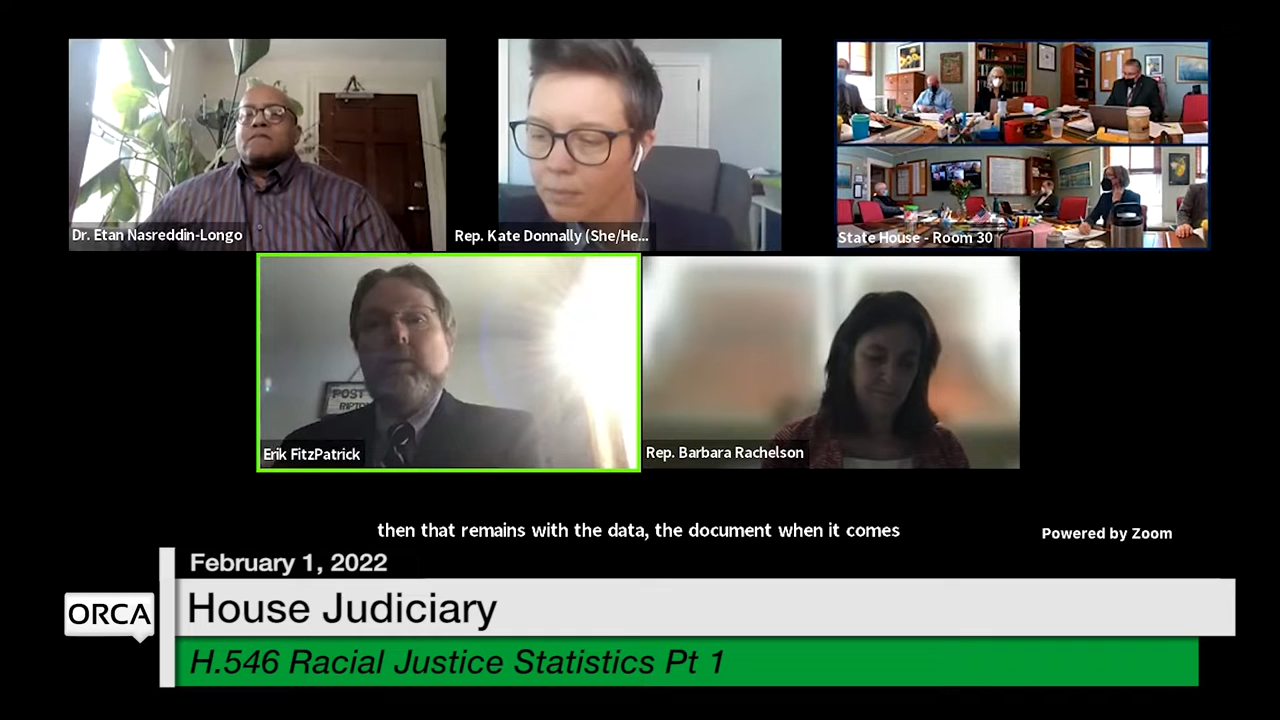 Dr. Etan Nasreddin-Longo
Rep. Kate Donnally (She/He...
State House - Room 30
POST
RIPTO
Erik FitzPatrick
Rep. Barbara Rachelson
then that remains with the data, the document when it comes
Powered by Zoom
February 1, 2022
ORCA
House Judiciary
H.546 Racial Justice Statistics Pt 1